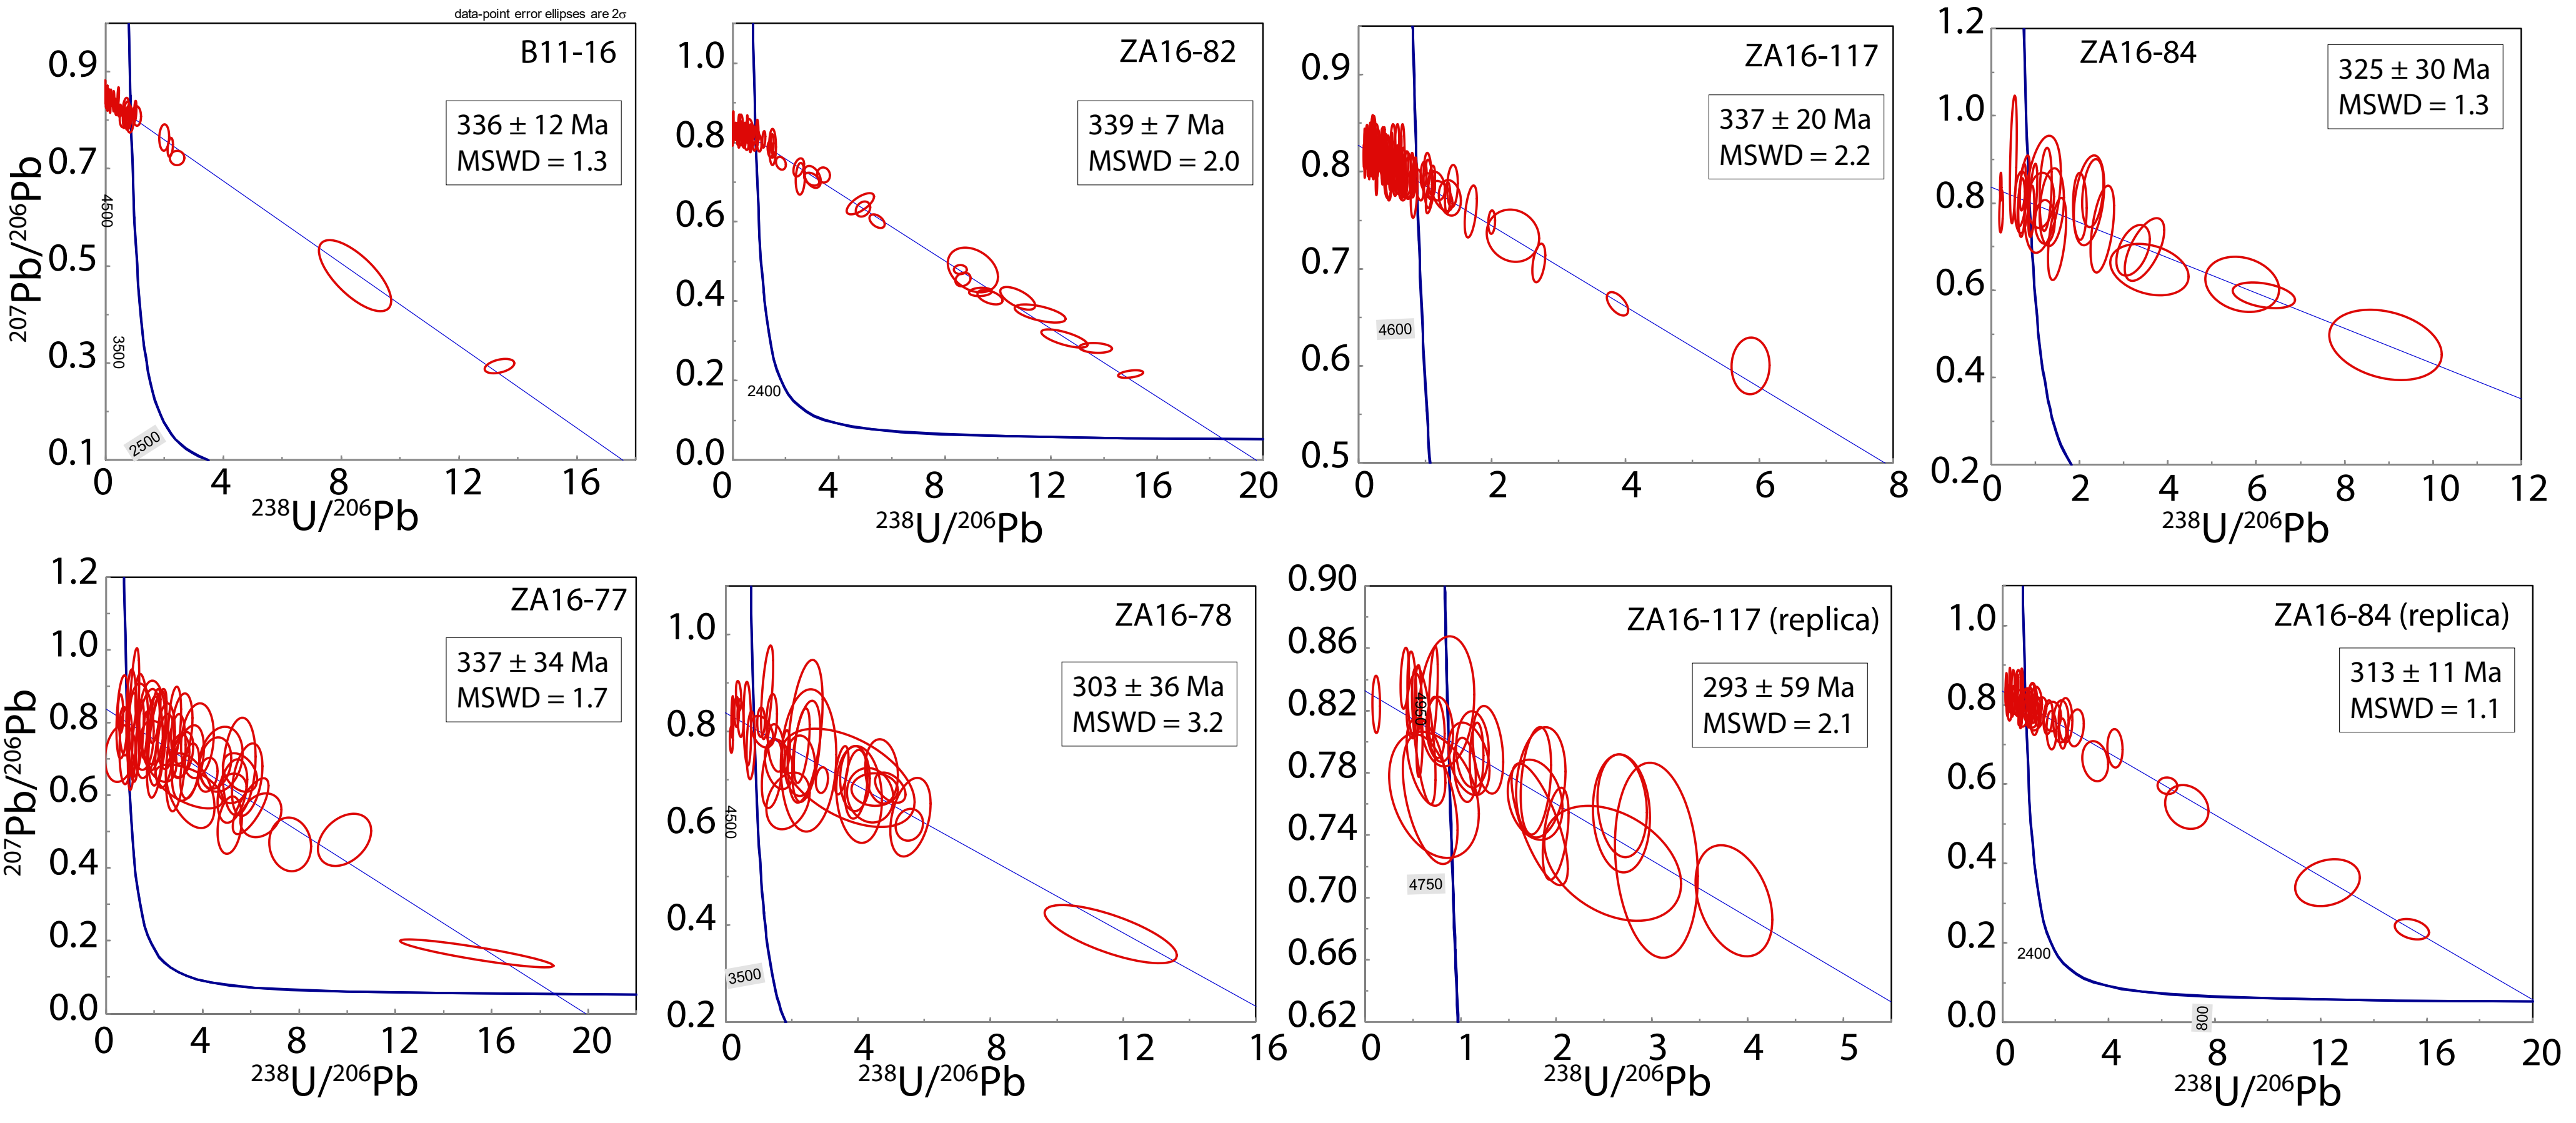 data-point error ellipses are 2σ
B11-16
336 ± 12 Ma
MSWD = 1.3
0.9
0.7
0.5
0.3
0.1
4500
3500
2500
0 4 8 12 16
207Pb/206Pb
238U/206Pb
ZA16-82
339 ± 7 Ma
MSWD = 2.0
1.0
0.8
0.6
0.4
0.2
0.0
2400
0 4 8 12 16 20
238U/206Pb
ZA16-117
337 ± 20 Ma
MSWD = 2.2
0.9
0.8
0.7
0.6
0.5
4600
0 2 4 6 8
238U/206Pb
ZA16-84
325 ± 30 Ma
MSWD = 1.3
1.2
1.0
0.8
0.6
0.4
0.2
0 2 4 6 8 10 12
238U/206Pb
ZA16-77
337 ± 34 Ma
MSWD = 1.7
1.2
1.0
0.8
0.6
0.4
0.2
0.0
0 4 8 12 16 20
207Pb/206Pb
238U/206Pb
ZA16-78
303 ± 36 Ma
MSWD = 3.2
1.0
0.8
0.6
0.4
0.2
4500
3500
0 4 8 12 16
238U/206Pb
ZA16-117 (replica)
293 ± 59 Ma
MSWD = 2.1
0.90
0.86
0.82
0.78
0.74
0.70
0.66
0.62
4750
0 1 2 3 4 5
238U/206Pb
ZA16-84 (replica)
313 ± 11 Ma
MSWD = 1.1
1.0
0.8
0.6
0.4
0.2
0.0
2400
800
0 4 8 12 16 20
238U/206Pb